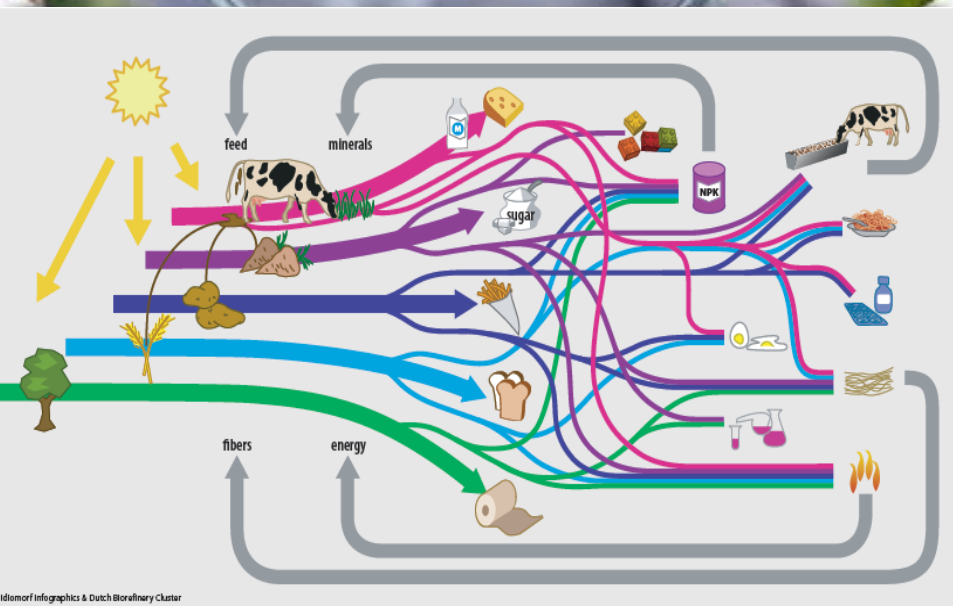 feed
minerals
M
NPK
sugar
fibers
energy
Idiomorf Infographics & Dutch Biorefinery Cluster